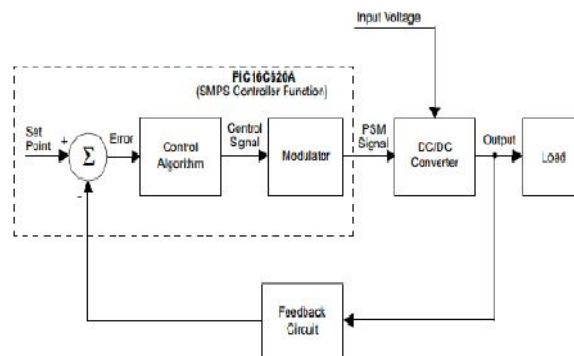 Input Voltage
PIC16C620A
(SMPS Controller Function)
Set
Point
+
Σ
-
Error
Control
Algorithm
Control
Signal
Modulator
PSM
Signal
DC/DC
Converter
Output
Load
Feedback
Circuit